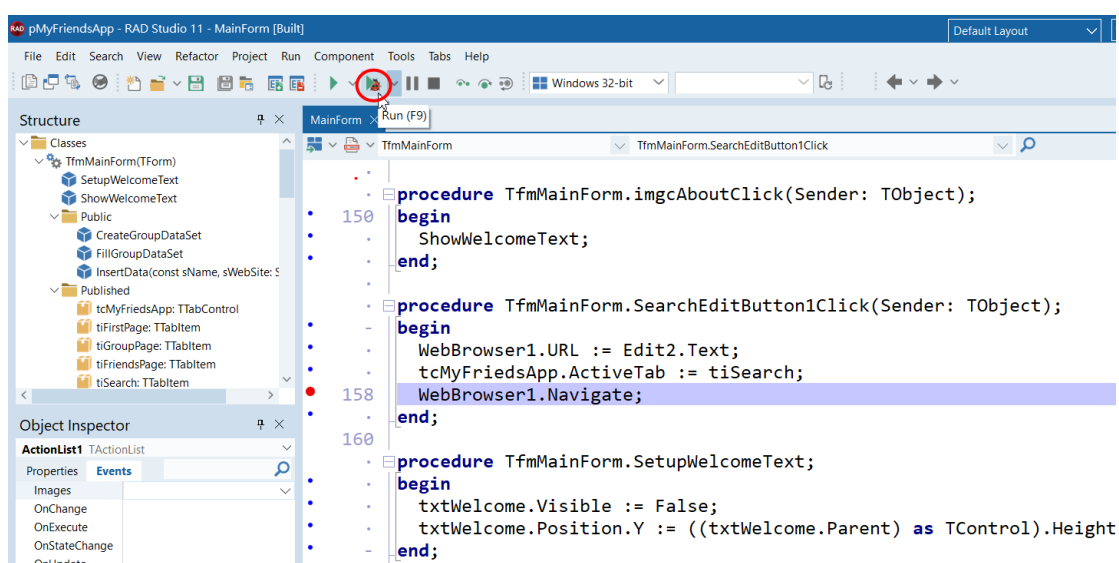 RAD pMyFriendsApp - RAD Studio 11 - MainForm [Built]
Default Layout
File Edit Search View Refactor Project Run Component Tools Tabs Help
Windows 32-bit
Run (F9)
Structure
MainForm
Classes
TfmMainForm
TfmMainForm.SearchEditButton1Click
TfmMainForm(TForm)
SetupWelcomeText
ShowWelcomeText
Public
CreateGroupDataSet
FillGroupDataSet
InsertData(const sName, sWebSite: S
Published
tcMyFriedsApp: TTabControl
tiFirstPage: TTabItem
tiGroupPage: TTabItem
tiFriendsPage: TTabItem
tiSearch: TTabItem
Object Inspector
ActionList1 TActionList
Properties Events
Images
OnChange
OnExecute
OnStateChange
OnUpdate
procedure TfmMainForm.imgcAboutClick(Sender: TObject);
150 begin
ShowWelcomeText;
end;
procedure TfmMainForm.SearchEditButton1Click(Sender: TObject);
begin
WebBrowser1.URL := Edit2.Text;
tcMyFriedsApp.ActiveTab := tiSearch;
158 WebBrowser1.Navigate;
end;
160
procedure TfmMainForm.SetupWelcomeText;
begin
txtWelcome.Visible := False;
txtWelcome.Position.Y := ((txtWelcome.Parent) as TControl).Height
end;